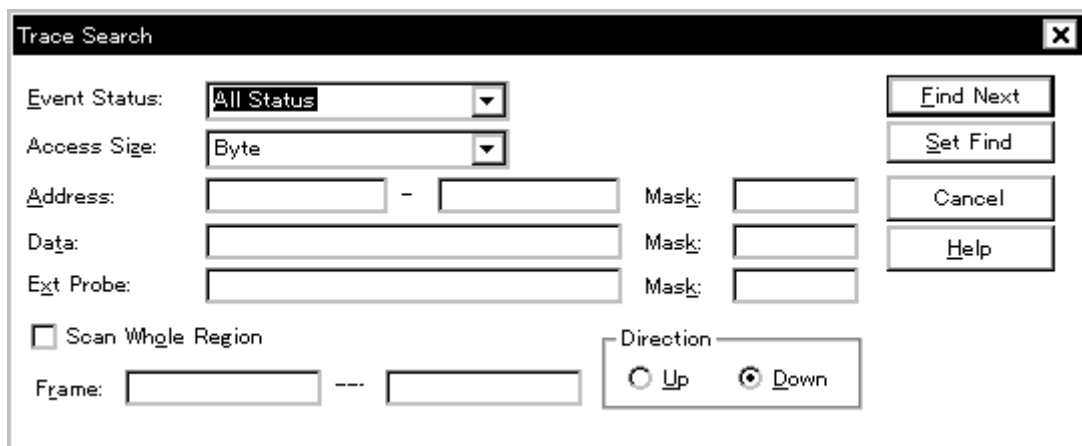 Trace Search
Event Status: All Status Find Next
Access Size: Byte Set Find
Address: - Mask: Cancel
Data: Mask: Help
Ext Probe: Mask:
Scan Whole Region
Direction
Frame: ---- Up Down